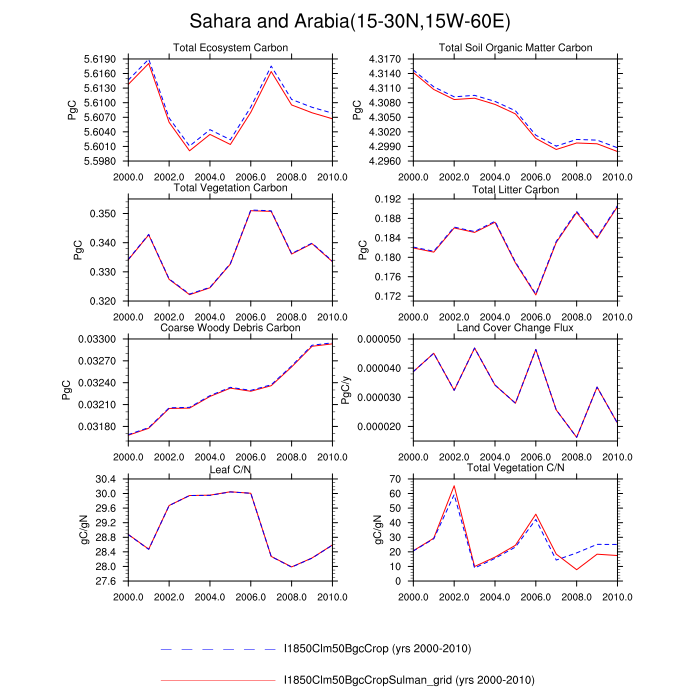 Sahara and Arabia(15-30N,15W-60E)
Total Ecosystem Carbon
PgC
5.6190
5.6160
5.6130
5.6100
5.6070
5.6040
5.6010
5.5980
2000.0 2002.0 2004.0 2006.0 2008.0 2010.0
Total Soil Organic Matter Carbon
PgC
4.3170
4.3140
4.3110
4.3080
4.3050
4.3020
4.2990
4.2960
2000.0 2002.0 2004.0 2006.0 2008.0 2010.0
Total Vegetation Carbon
PgC
0.350
0.340
0.330
0.320
2000.0 2002.0 2004.0 2006.0 2008.0 2010.0
Total Litter Carbon
PgC
0.192
0.188
0.184
0.180
0.176
0.172
2000.0 2002.0 2004.0 2006.0 2008.0 2010.0
Coarse Woody Debris Carbon
PgC
0.03300
0.03270
0.03240
0.03210
0.03180
2000.0 2002.0 2004.0 2006.0 2008.0 2010.0
Land Cover Change Flux
PgC/y
0.000050
0.000040
0.000030
0.000020
2000.0 2002.0 2004.0 2006.0 2008.0 2010.0
Leaf C/N
gC/gN
30.4
30.0
29.6
29.2
28.8
28.4
28.0
27.6
2000.0 2002.0 2004.0 2006.0 2008.0 2010.0
Total Vegetation C/N
gC/gN
70
60
50
40
30
20
10
0
2000.0 2002.0 2004.0 2006.0 2008.0 2010.0
I1850Clm50BgcCrop (yrs 2000-2010)
I1850Clm50BgcCropSulman_grid (yrs 2000-2010)